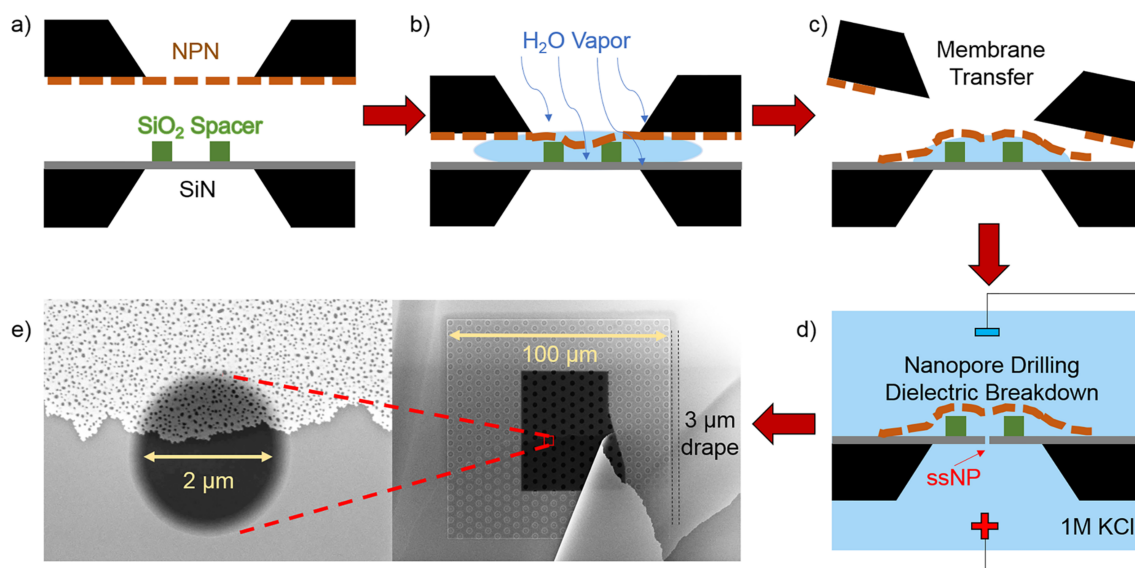 a)
NPN
SiO₂ Spacer
SiN
b)
H₂O Vapor
c)
Membrane
Transfer
e)
2 µm
100 µm
3 µm
drape
d)
Nanopore Drilling
Dielectric Breakdown
ssNP
1M KCl